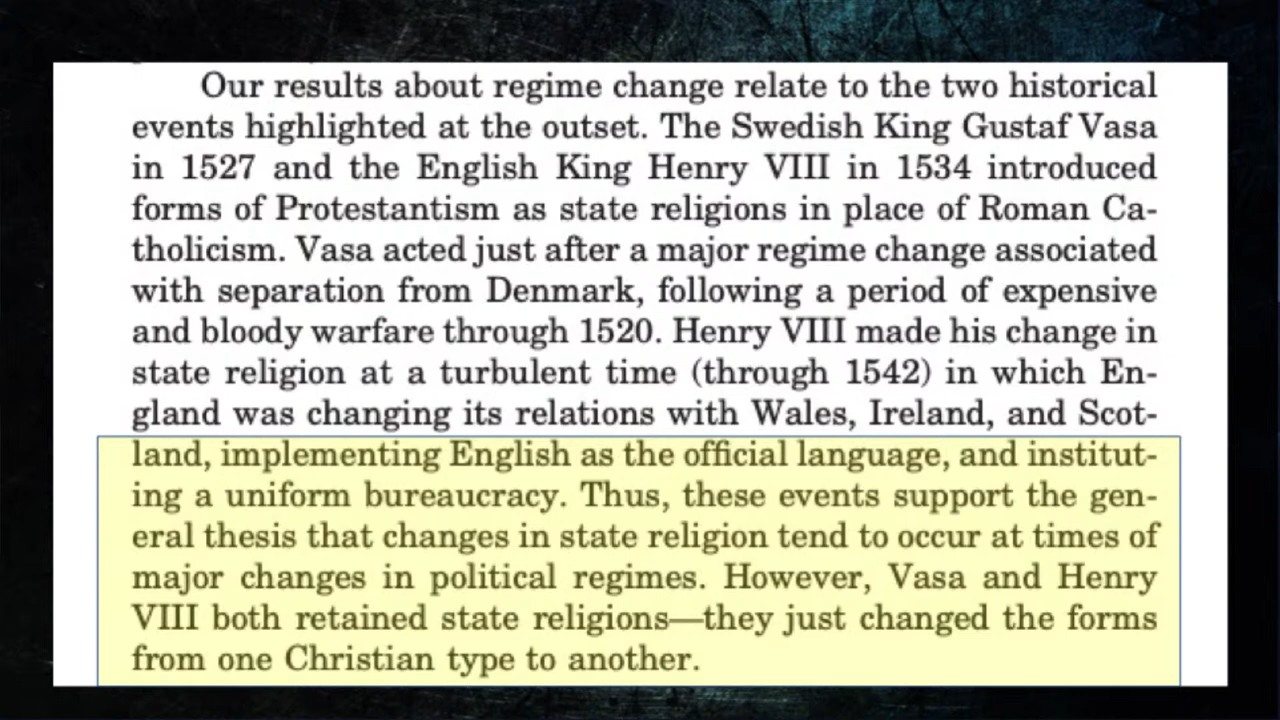 Our results about regime change relate to the two historical
events highlighted at the outset. The Swedish King Gustaf Vasa
in 1527 and the English King Henry VIII in 1534 introduced
forms of Protestantism as state religions in place of Roman Ca-
tholicism. Vasa acted just after a major regime change associated
with separation from Denmark, following a period of expensive
and bloody warfare through 1520. Henry VIII made his change in
state religion at a turbulent time (through 1542) in which En-
gland was changing its relations with Wales, Ireland, and Scot-
land, implementing English as the official language, and institut-
ing a uniform bureaucracy. Thus, these events support the gen-
eral thesis that changes in state religion tend to occur at times of
major changes in political regimes. However, Vasa and Henry
VIII both retained state religions—they just changed the forms
from one Christian type to another.